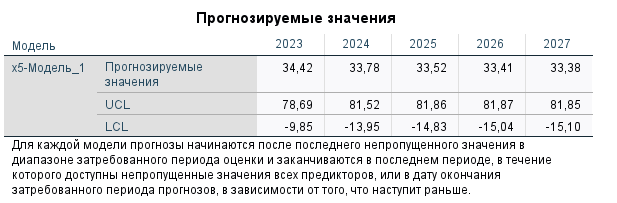 Прогнозируемые значения
Модель 2023 2024 2025 2026 2027
x5-Модель_1 Прогнозируемые 34,42 33,78 33,52 33,41 33,38
значения
UCL 78,69 81,52 81,86 81,87 81,85
LCL -9,85 -13,95 -14,83 -15,04 -15,10
Для каждой модели прогнозы начинаются после последнего непропущенного значения в
диапазоне затребованного периода оценки и заканчиваются в последнем периоде, в течение
которого доступны непропущенные значения всех предикторов, или в дату окончания
затребованного периода прогнозов, в зависимости от того, что наступит раньше.